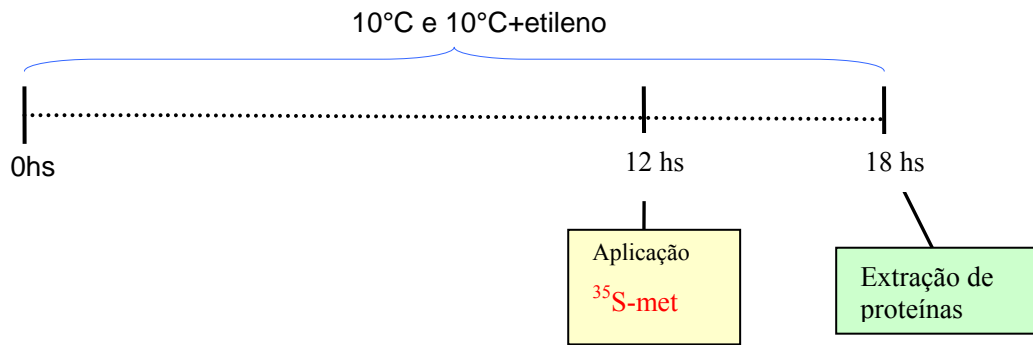 10°C e 10°C+etileno
0hs
12 hs
18 hs
Aplicação
³⁵S-met
Extração de
proteínas